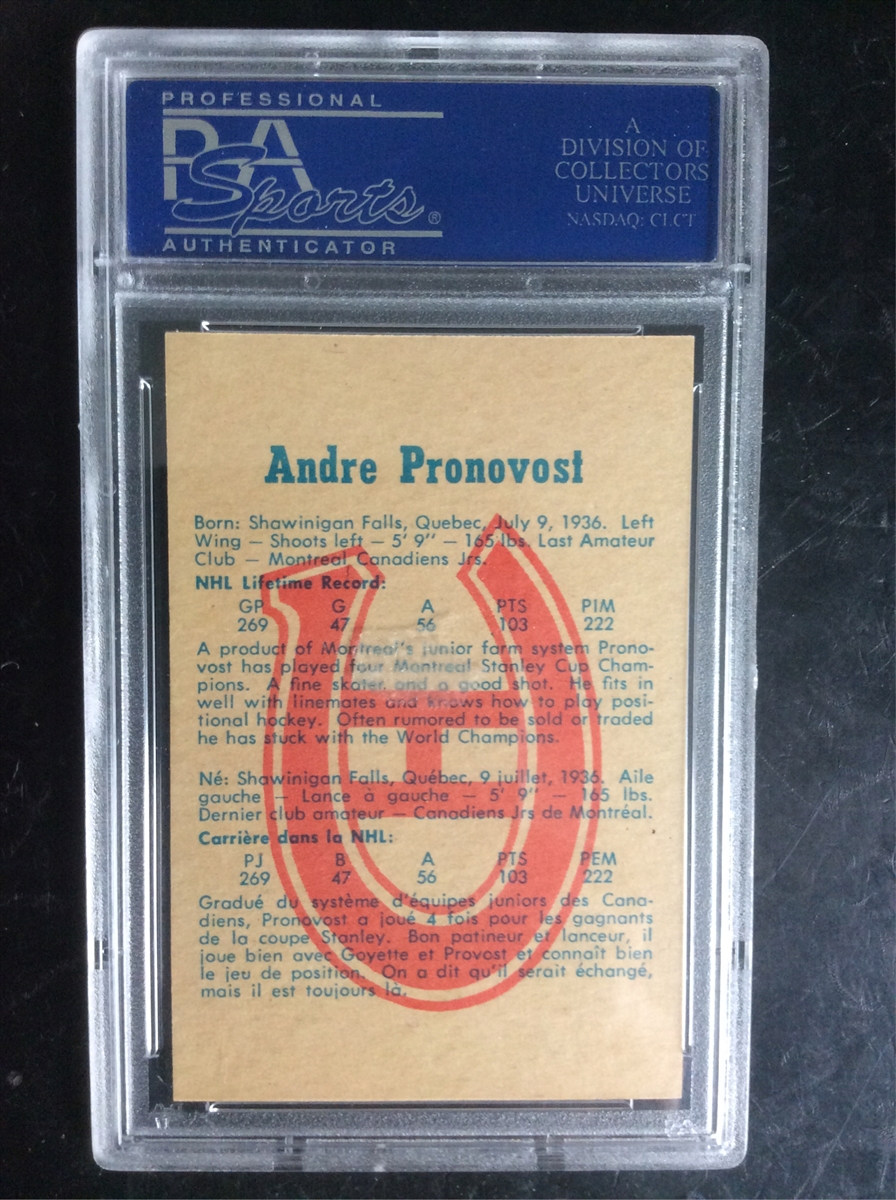 PROFESSIONAL
PSA
Sports®
AUTHENTICATOR
A
DIVISION OF
COLLECTORS
UNIVERSE
NASDAQ: CLCT
Andre Pronovost
Born: Shawinigan Falls, Quebec, July 9, 1936. Left
Wing — Shoots left — 5' 9'' — 165 lbs. Last Amateur
Club — Montreal Canadiens Jrs.
NHL Lifetime Record:
GP G A PTS PIM
269 47 56 103 222
A product of Montreal's junior farm system Prono-
vost has played four Montreal Stanley Cup Cham-
pions. A fine skater and a good shot. He fits in
well with linemates and knows how to play posi-
tional hockey. Often rumored to be sold or traded
he has stuck with the World Champions.
Né: Shawinigan Falls, Québec, 9 juillet, 1936. Aile
gauche — Lance à gauche — 5' 9'' — 165 lbs.
Dernier club amateur — Canadiens Jrs de Montréal.
Carrière dans la NHL:
PJ B A PTS PEM
269 47 56 103 222
Gradué du système d'équipes juniors des Cana-
diens, Pronovost a joué 4 fois pour les gagnants
de la coupe Stanley. Bon patineur et lanceur, il
joue bien avec Goyette et Provost et connaît bien
le jeu de position. On a dit qu'il serait échangé,
mais il est toujours là.